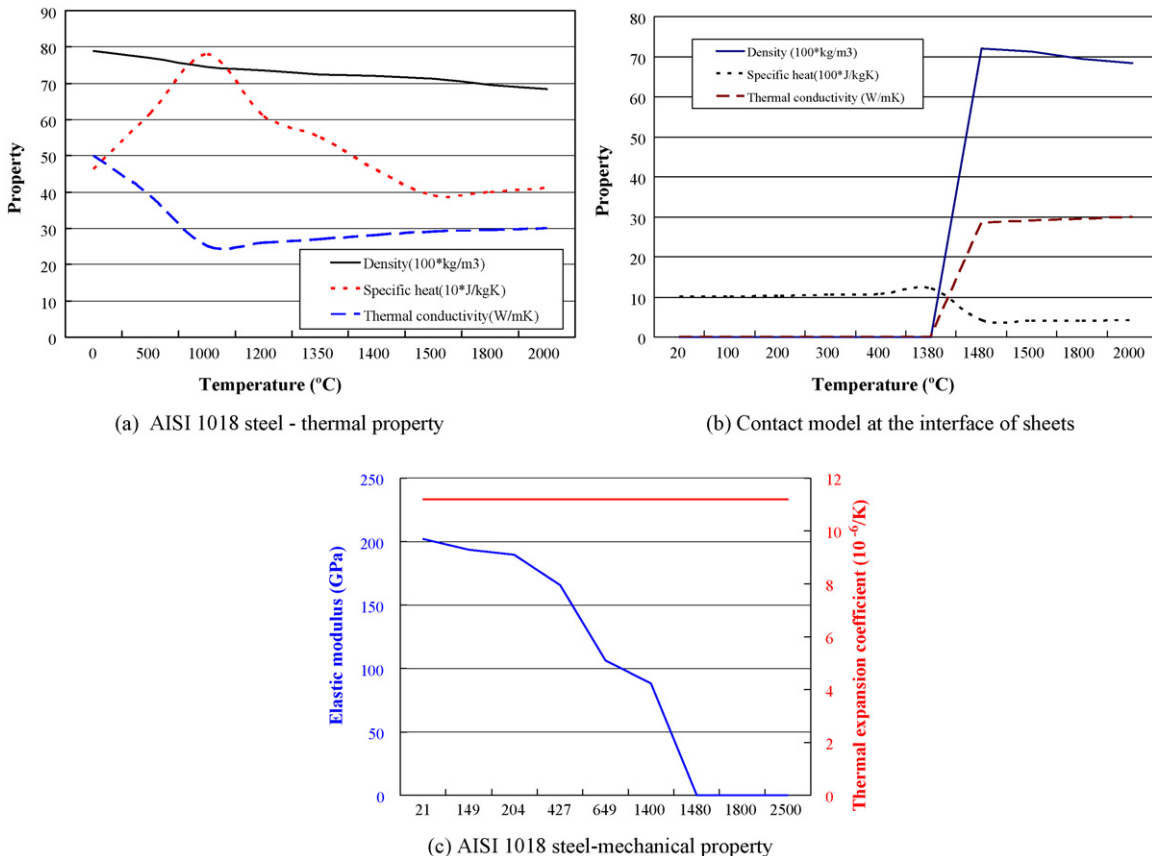 90
80
70
60
50
40
30
20
10
0
Property
Density(100*kg/m3)
Specific heat(10*J/kgK)
Thermal conductivity(W/mK)
0 500 1000 1200 1350 1400 1500 1800 2000
Temperature (ºC)
(a) AISI 1018 steel - thermal property
80
70
60
50
40
30
20
10
0
Property
Density (100*kg/m3)
Specific heat(100*J/kgK)
Thermal conductivity (W/mK)
20 100 200 300 400 1380 1480 1500 1800 2000
Temperature (ºC)
(b) Contact model at the interface of sheets
250
200
150
100
50
0
Elastic modulus (GPa)
12
10
8
6
4
2
0
Thermal expansion coefficient (10⁻⁶/K)
21 149 204 427 649 1400 1480 1800 2500
(c) AISI 1018 steel-mechanical property